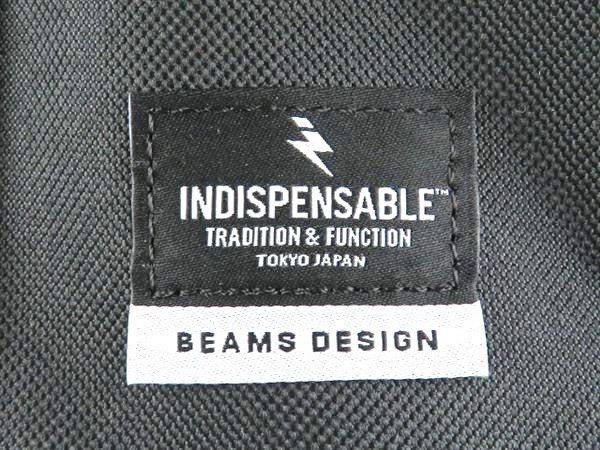 INDISPENSABLE™
TRADITION & FUNCTION
TOKYO JAPAN
BEAMS DESIGN